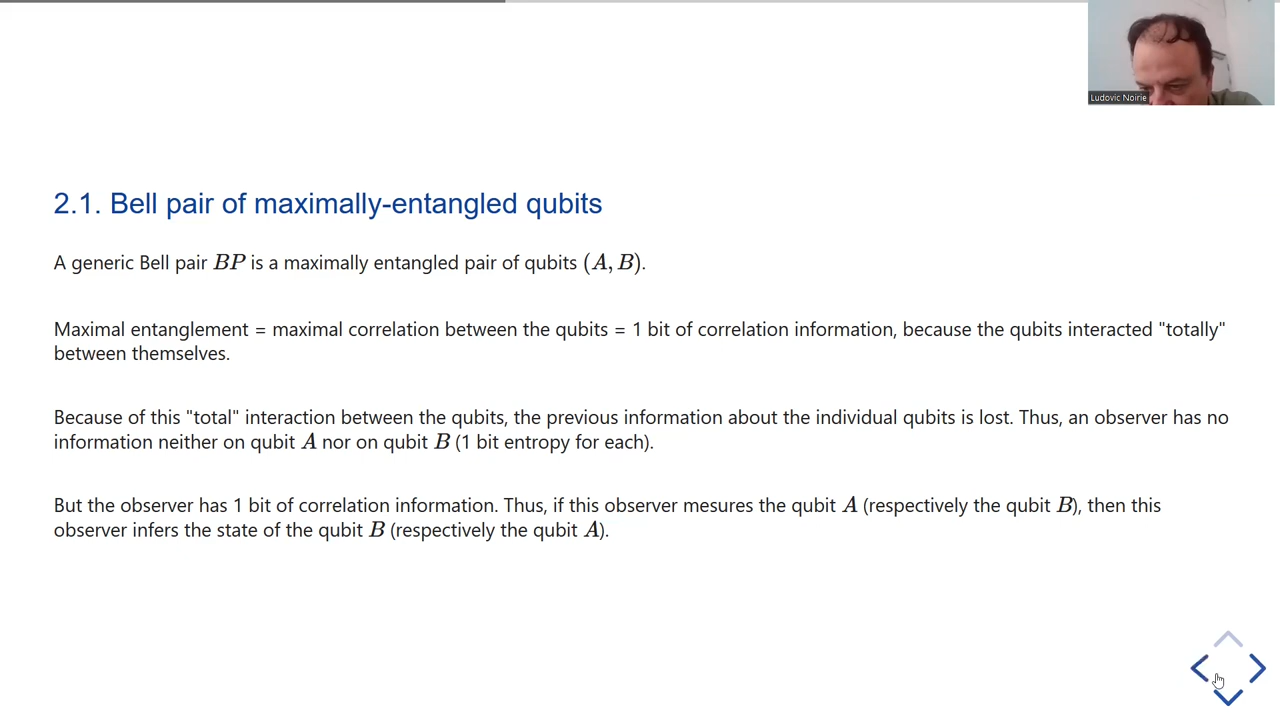 Ludovic Noirie
2.1. Bell pair of maximally-entangled qubits
A generic Bell pair BP is a maximally entangled pair of qubits (A, B).
Maximal entanglement = maximal correlation between the qubits = 1 bit of correlation information, because the qubits interacted "totally"
between themselves.
Because of this "total" interaction between the qubits, the previous information about the individual qubits is lost. Thus, an observer has no
information neither on qubit A nor on qubit B (1 bit entropy for each).
But the observer has 1 bit of correlation information. Thus, if this observer mesures the qubit A (respectively the qubit B), then this
observer infers the state of the qubit B (respectively the qubit A).